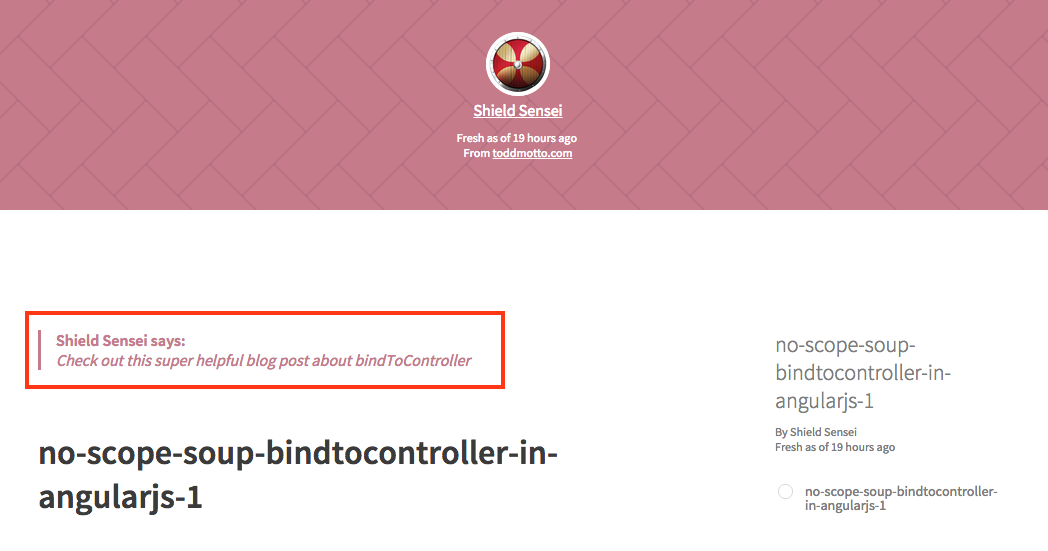 Shield Sensei
Fresh as of 19 hours ago
From toddmotto.com
Shield Sensei says:
Check out this super helpful blog post about bindToController
no-scope-soup-bindtocontroller-in-
angularjs-1
no-scope-soup-
bindtocontroller-in-
angularjs-1
By Shield Sensei
Fresh as of 19 hours ago
no-scope-soup-bindtocontroller-
in-angularjs-1